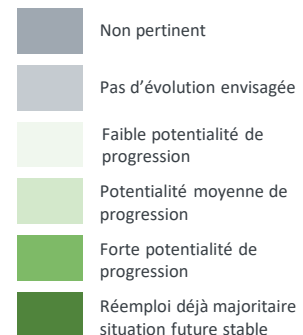 Non pertinent
Pas d’évolution envisagée
Faible potentialité de
progression
Potentialité moyenne de
progression
Forte potentialité de
progression
Réemploi déjà majoritaire
situation future stable